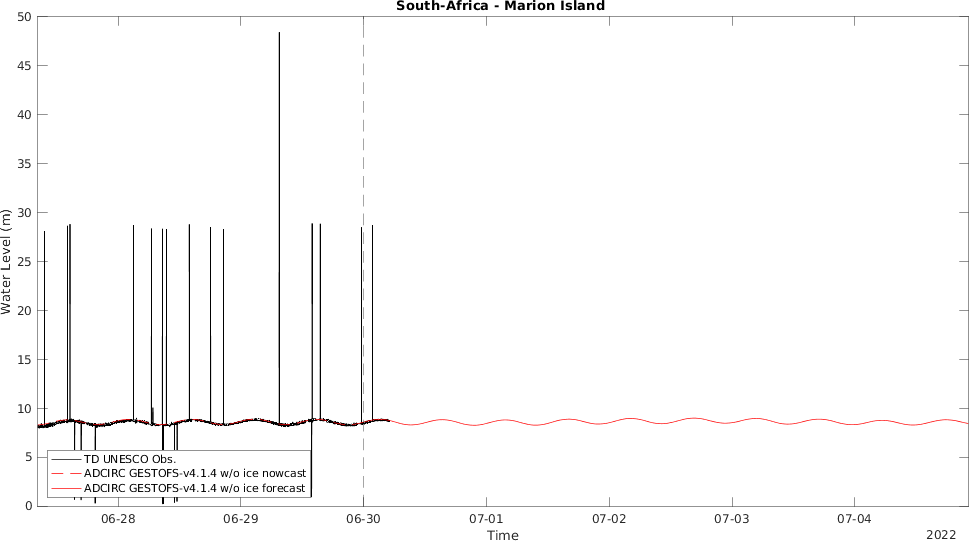 South-Africa - Marion Island
50
45
40
35
30
25
20
15
10
5
0
Water Level (m)
TD UNESCO Obs.
ADCIRC GESTOFS-v4.1.4 w/o ice nowcast
ADCIRC GESTOFS-v4.1.4 w/o ice forecast
06-28 06-29 06-30 07-01 07-02 07-03 07-04
Time
2022